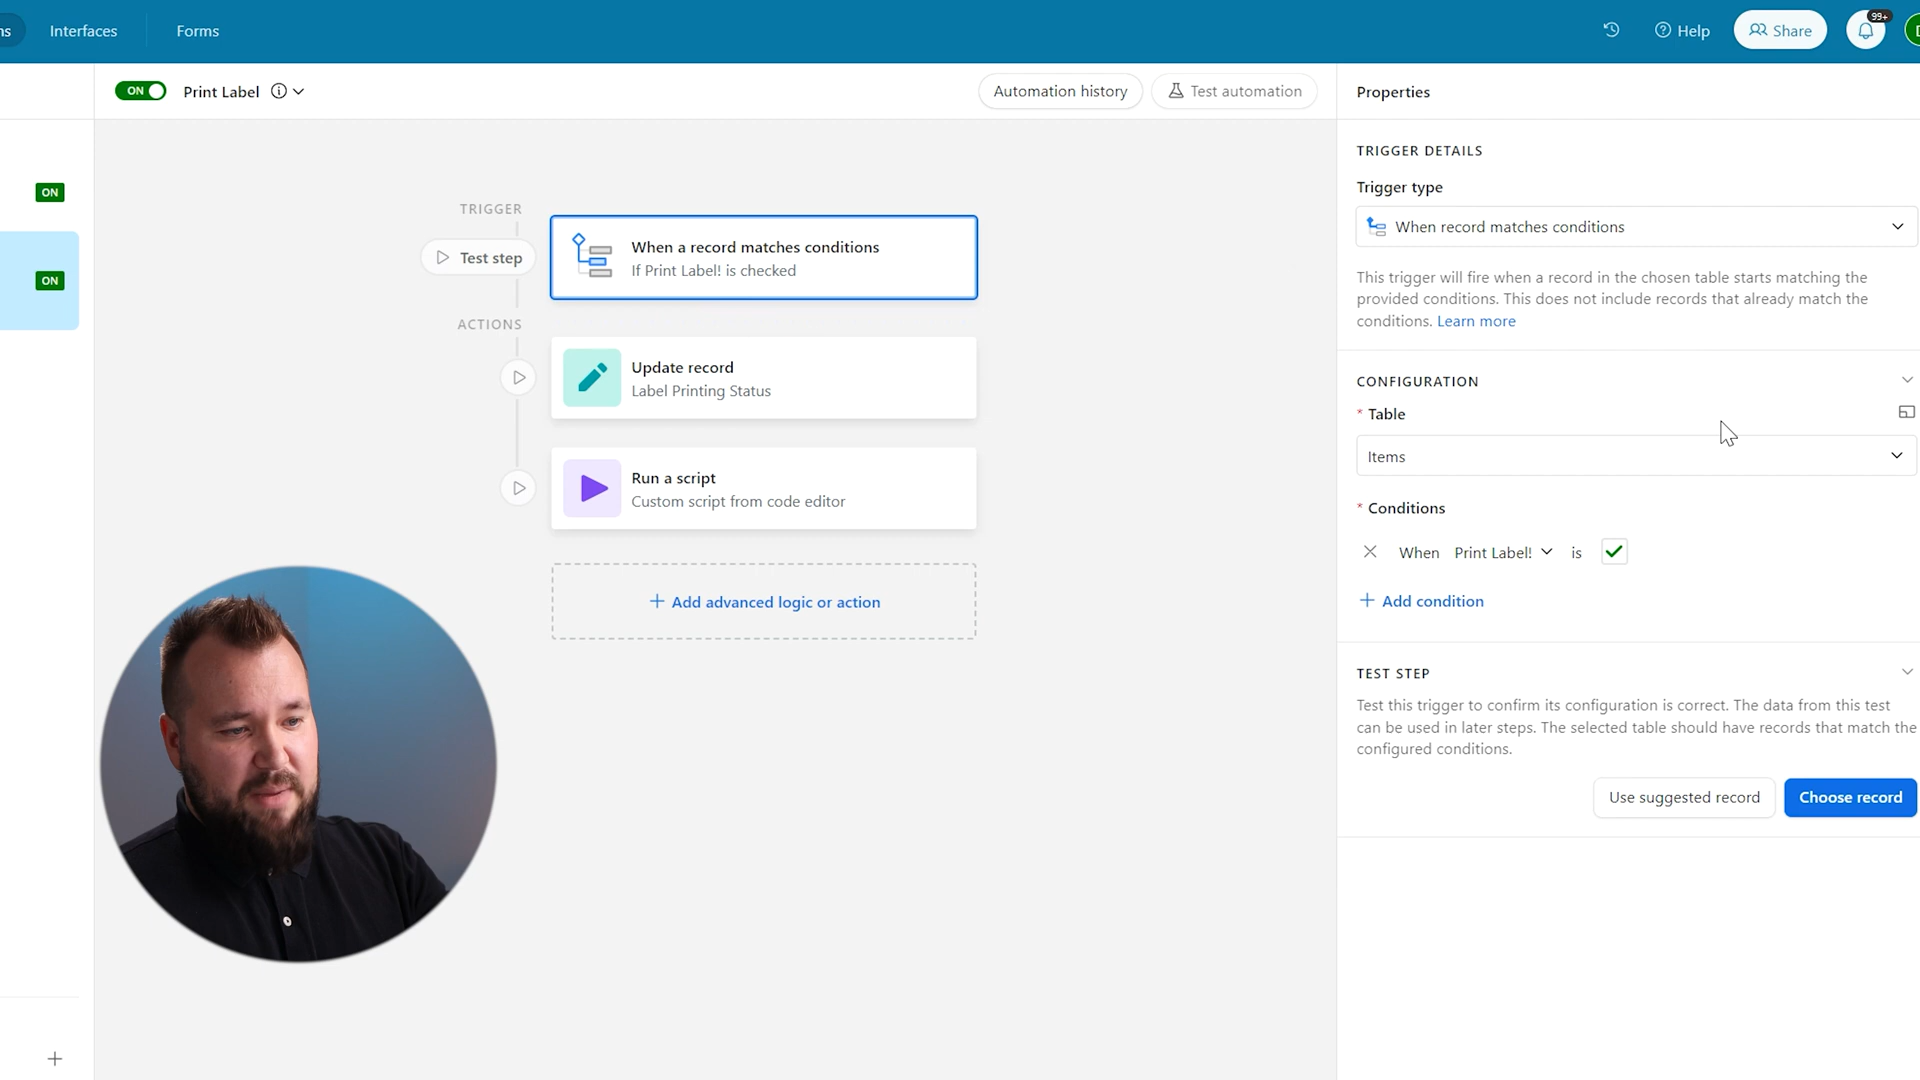 ns
Interfaces
Forms
Help
Share
99+
ON
Print Label
Automation history
Test automation
Properties
ON
ON
TRIGGER
Test step
When a record matches conditions
If Print Label! is checked
ACTIONS
Update record
Label Printing Status
Run a script
Custom script from code editor
+ Add advanced logic or action
TRIGGER DETAILS
Trigger type
When record matches conditions
This trigger will fire when a record in the chosen table starts matching the
provided conditions. This does not include records that already match the
conditions. Learn more
CONFIGURATION
* Table
Items
* Conditions
When Print Label! is
+ Add condition
TEST STEP
Test this trigger to confirm its configuration is correct. The data from this test
can be used in later steps. The selected table should have records that match the
configured conditions.
Use suggested record
Choose record